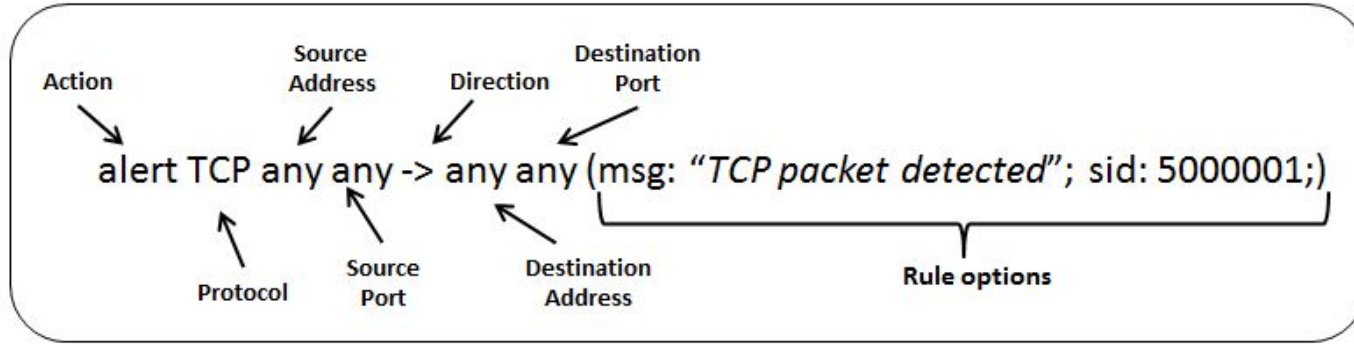 Source
Address
Destination
Port
Action
Direction
alert TCP any any -> any any (msg: “TCP packet detected”; sid: 5000001;)
Protocol
Source
Port
Destination
Address
Rule options